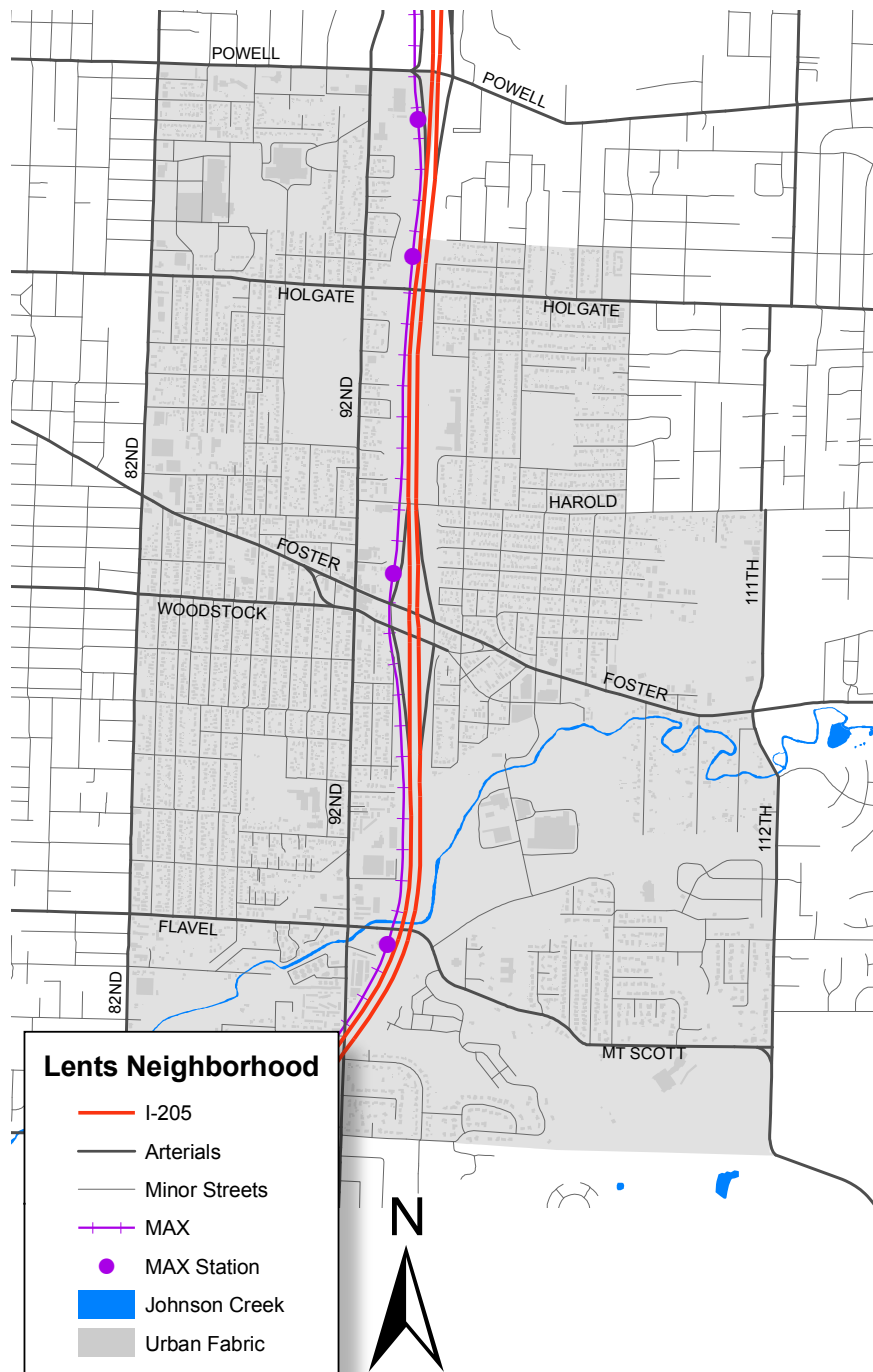 POWELL
POWELL
HOLGATE
HOLGATE
92ND
82ND
HAROLD
FOSTER
111TH
WOODSTOCK
FOSTER
92ND
112TH
FLAVEL
82ND
MT SCOTT
Lents Neighborhood
I-205
Arterials
Minor Streets
MAX
MAX Station
Johnson Creek
Urban Fabric
N